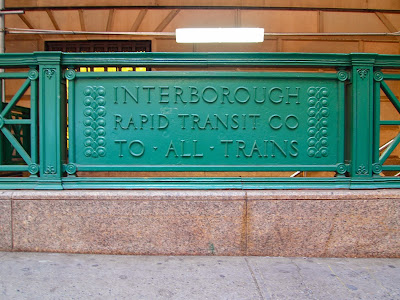 INTERBOROUGH
RAPID TRANSIT CO
TO · ALL · TRAINS